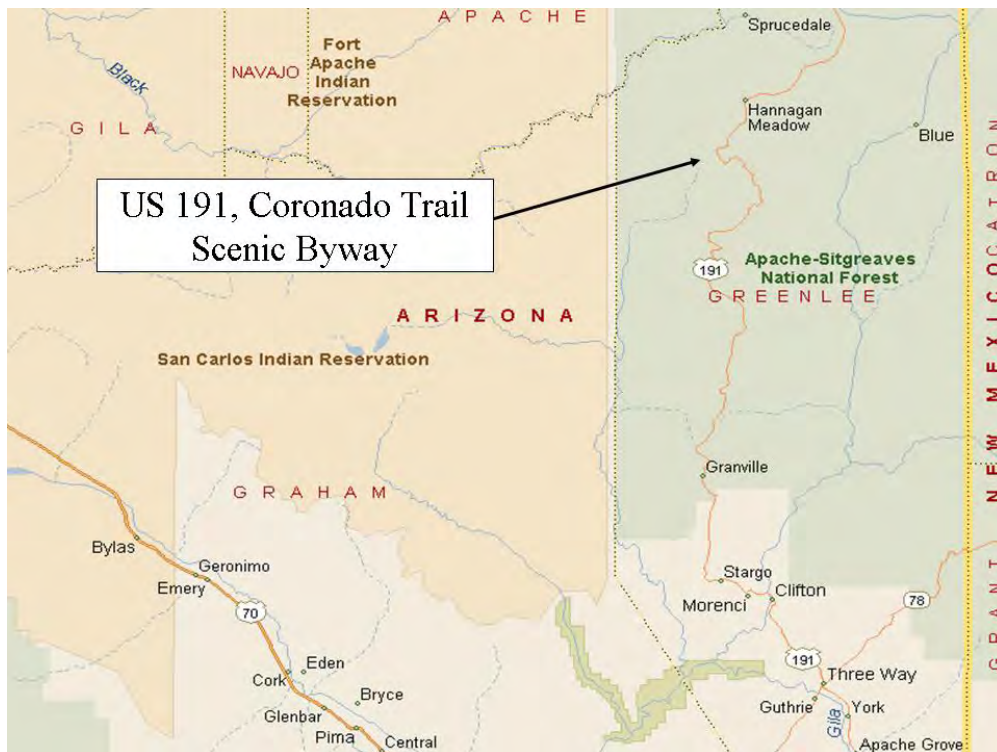 APACHE
Sprucedale
Fort
Apache
Indian
Reservation
NAVAJO
Black
GILA
Hannagan
Meadow
Blue
CATRON
US 191, Coronado Trail
Scenic Byway
191
Apache-Sitgreaves
National Forest
GREENLEE
ARIZONA
NEW MEXICO
San Carlos Indian Reservation
GRAHAM
Granville
Bylas
Geronimo
Emery
70
Stargo
Morenci
Clifton
78
GRANT
Eden
Cork
Bryce
Glenbar
Pima
Central
191
Three Way
Guthrie
Gila
York
Apache Grove